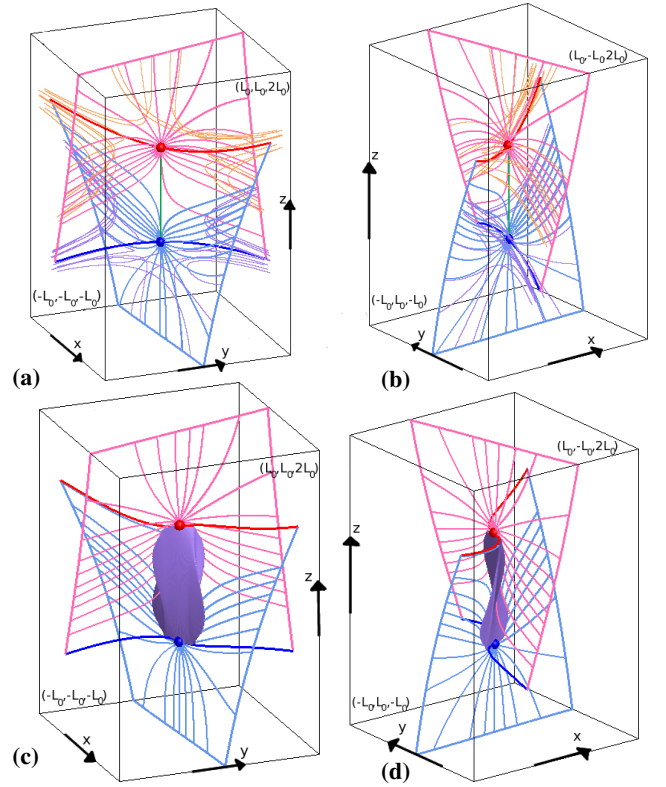 (L₀,L₀,2L₀)
z
(-L₀,-L₀,-L₀)
x
y
(a)
(L₀,-L₀,2L₀)
z
(-L₀,L₀,-L₀)
y
x
(b)
(L₀,L₀,2L₀)
z
(-L₀,-L₀,-L₀)
x
y
(c)
(L₀,-L₀,2L₀)
z
(-L₀,L₀,-L₀)
y
x
(d)